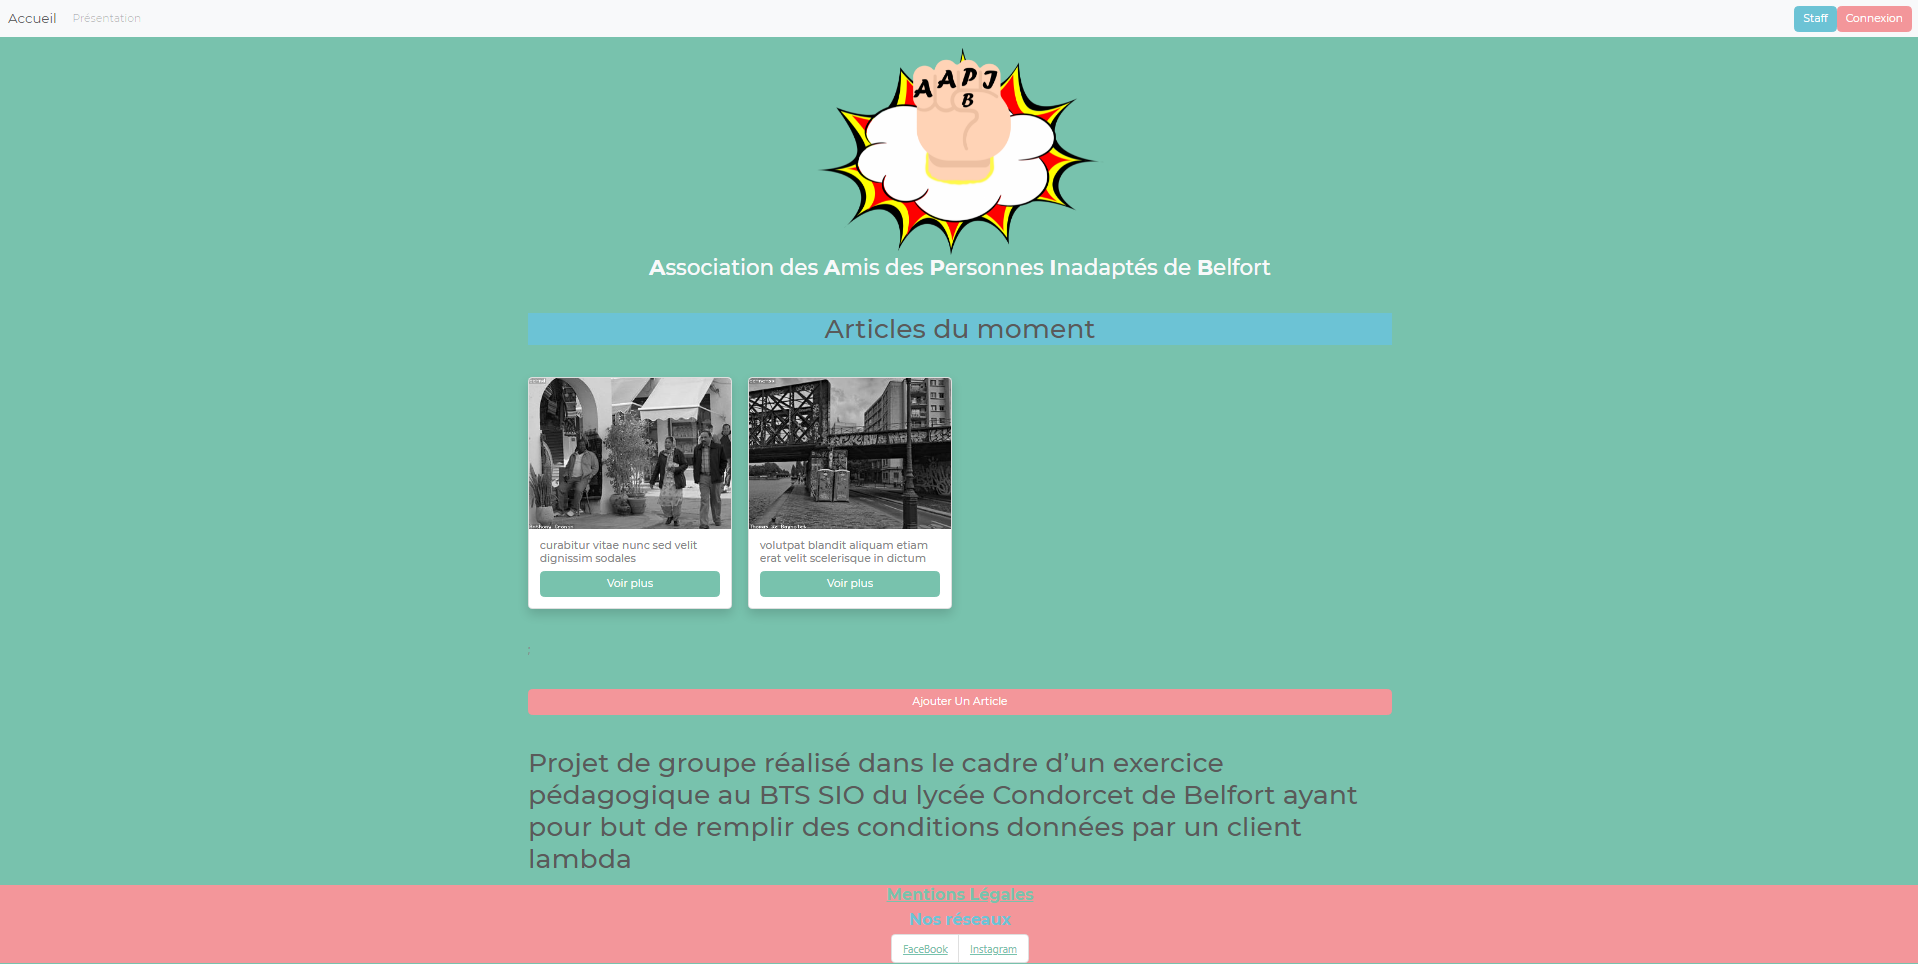 Accueil Présentation Staff Connexion
A A P I
B
Association des Amis des Personnes Inadaptés de Belfort
Articles du moment
curabitur vitae nunc sed velit
dignissim sodales
Voir plus
volutpat blandit aliquam etiam
erat velit scelerisque in dictum
Voir plus
;
Ajouter Un Article
Projet de groupe réalisé dans le cadre d’un exercice
pédagogique au BTS SIO du lycée Condorcet de Belfort ayant
pour but de remplir des conditions données par un client
lambda
Mentions Légales
Nos réseaux
FaceBook Instagram